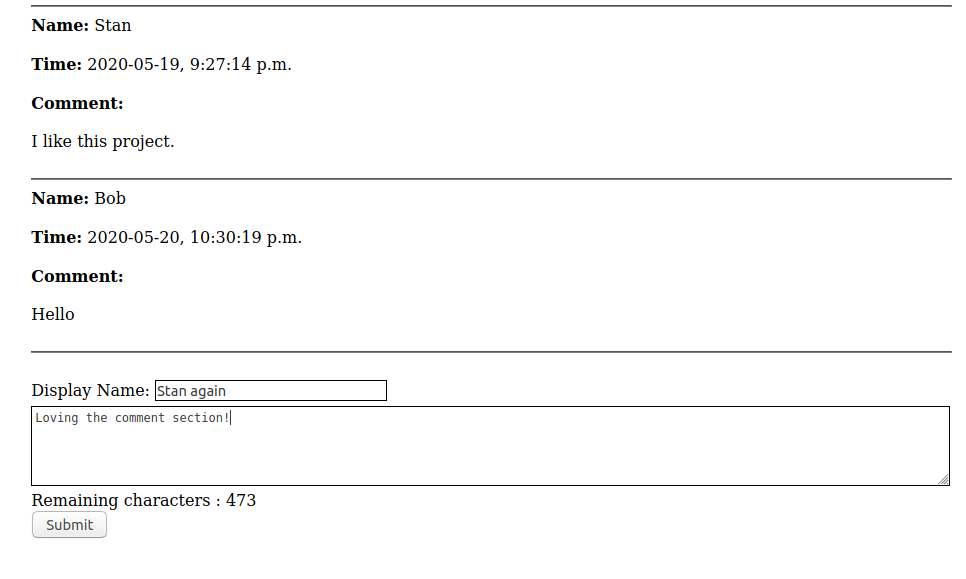 Name: Stan
Time: 2020-05-19, 9:27:14 p.m.
Comment:
I like this project.
Name: Bob
Time: 2020-05-20, 10:30:19 p.m.
Comment:
Hello
Display Name: Stan again
Loving the comment section!
Remaining characters : 473
Submit